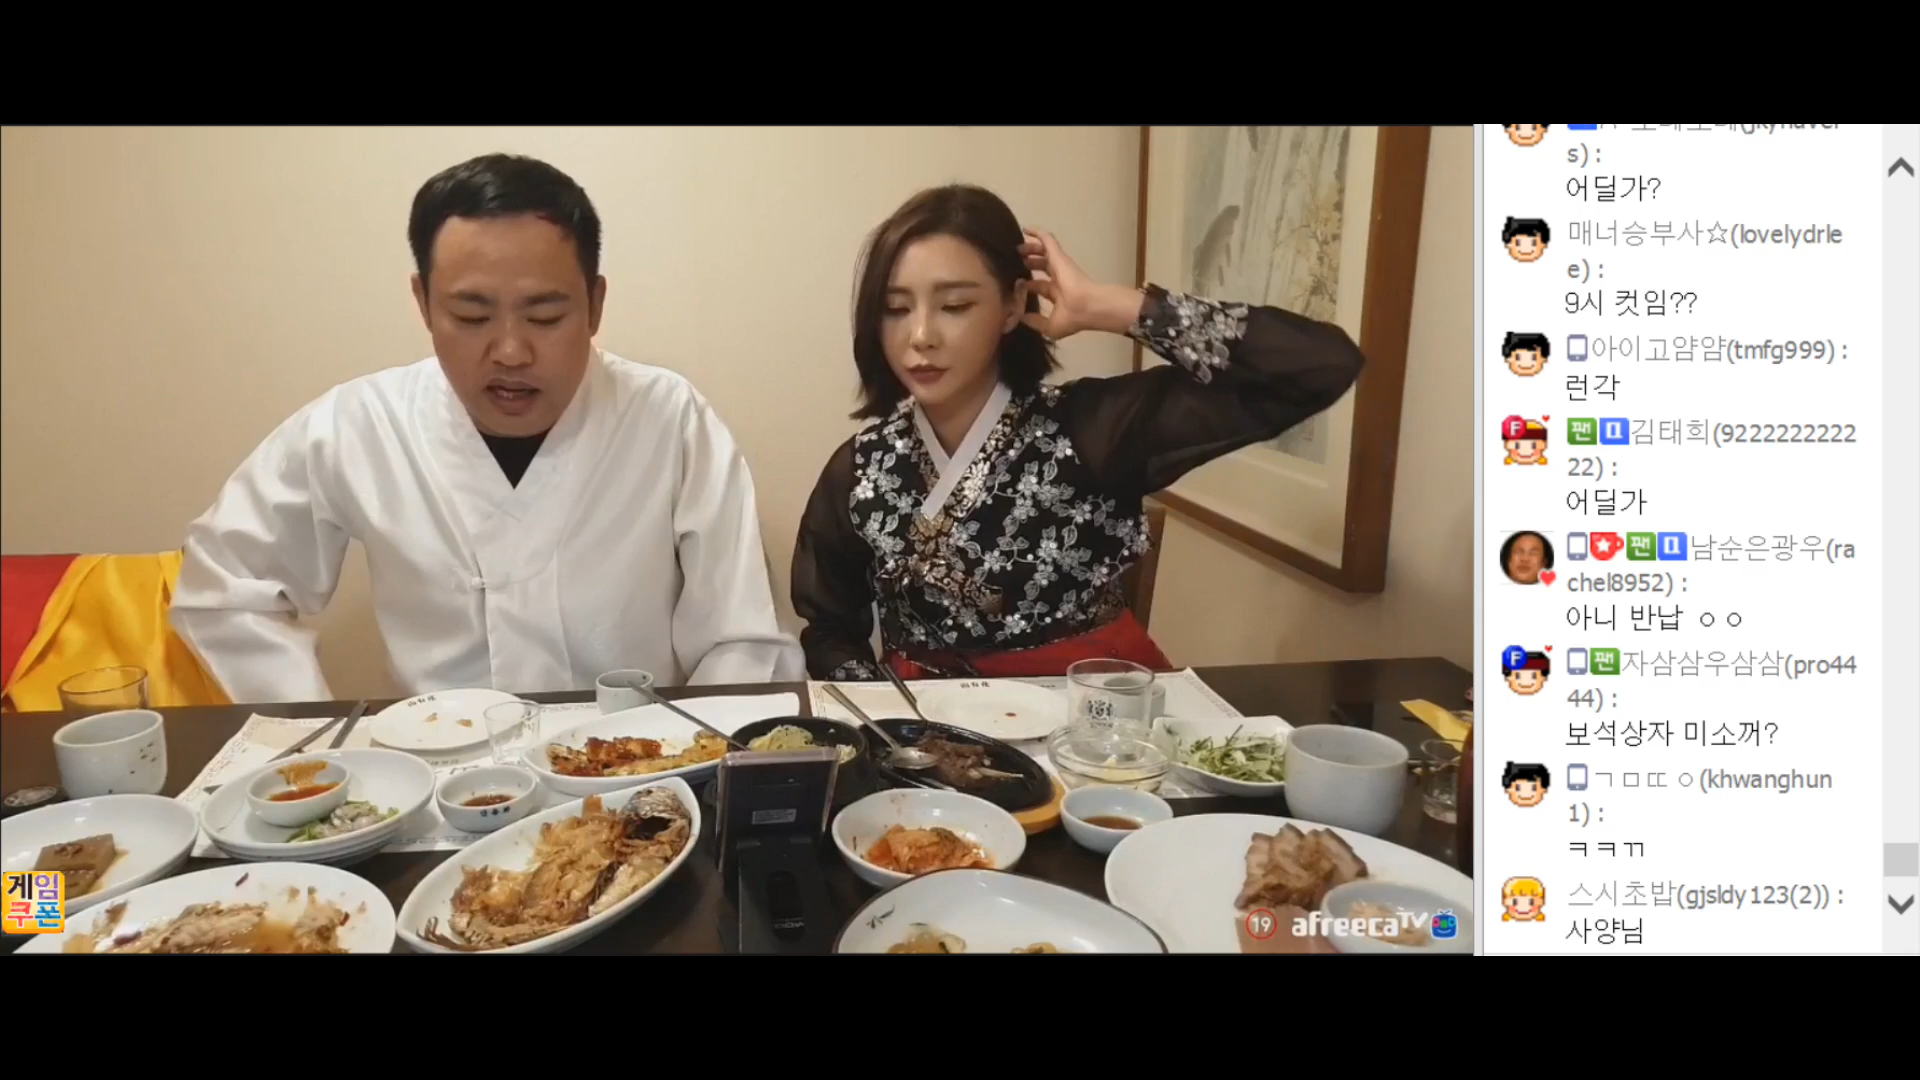 s) :
어딜가?
매너승부사☆(lovelydrle
e) :
9시 컷임??
아이고얌얌(tmfg999) :
런각
팬 김태희(9222222222
22) :
어딜가
팬 남순은광우(ra
chel8952) :
아니 반납 ㅇㅇ
팬 자삼삼우삼삼(pro44
44) :
보석상자 미소꺼?
ㄱㅁㄸㅇ(khwanghun
1) :
ㅋㅋㄲ
스시초밥(gjsldy123(2)) :
사양님
게임
쿠폰
19 afreecaTV